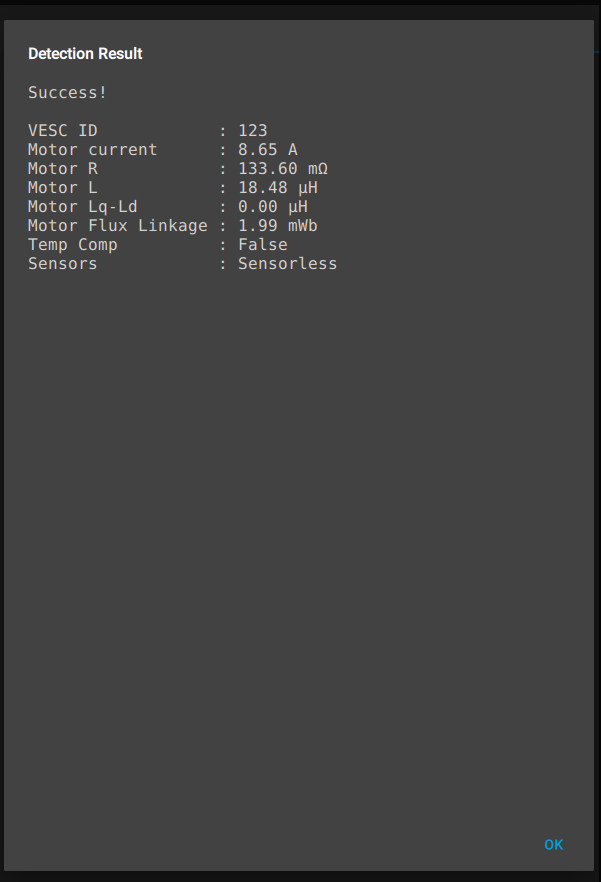 Detection Result
Success!
VESC ID            : 123
Motor current      : 8.65 A
Motor R            : 133.60 mΩ
Motor L            : 18.48 µH
Motor Lq-Ld        : 0.00 µH
Motor Flux Linkage : 1.99 mWb
Temp Comp          : False
Sensors            : Sensorless
OK